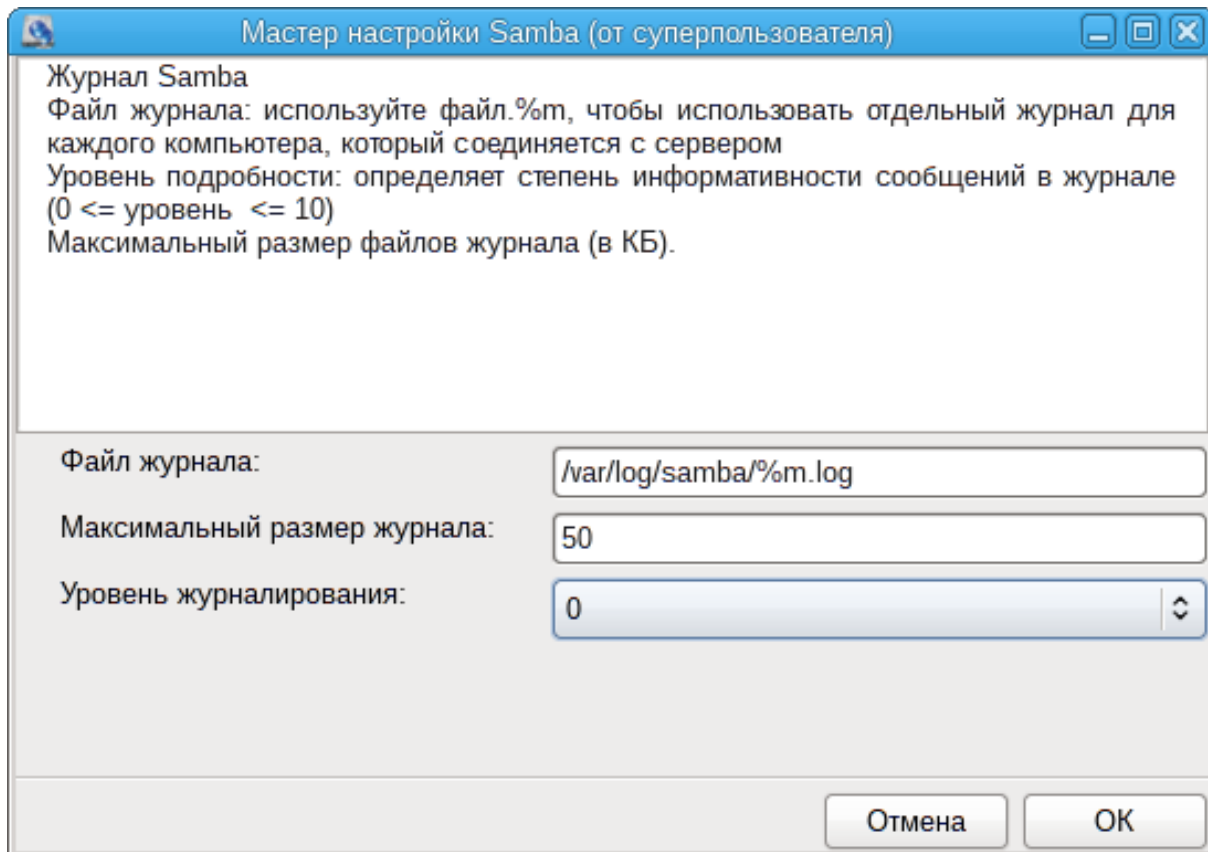 Мастер настройки Samba (от суперпользователя)
Журнал Samba
Файл журнала: используйте файл.%m, чтобы использовать отдельный журнал для
каждого компьютера, который соединяется с сервером
Уровень подробности: определяет степень информативности сообщений в журнале
(0 <= уровень  <= 10)
Максимальный размер файлов журнала (в КБ).
Файл журнала:
/var/log/samba/%m.log
Максимальный размер журнала:
50
Уровень журналирования:
0
Отмена
ОК